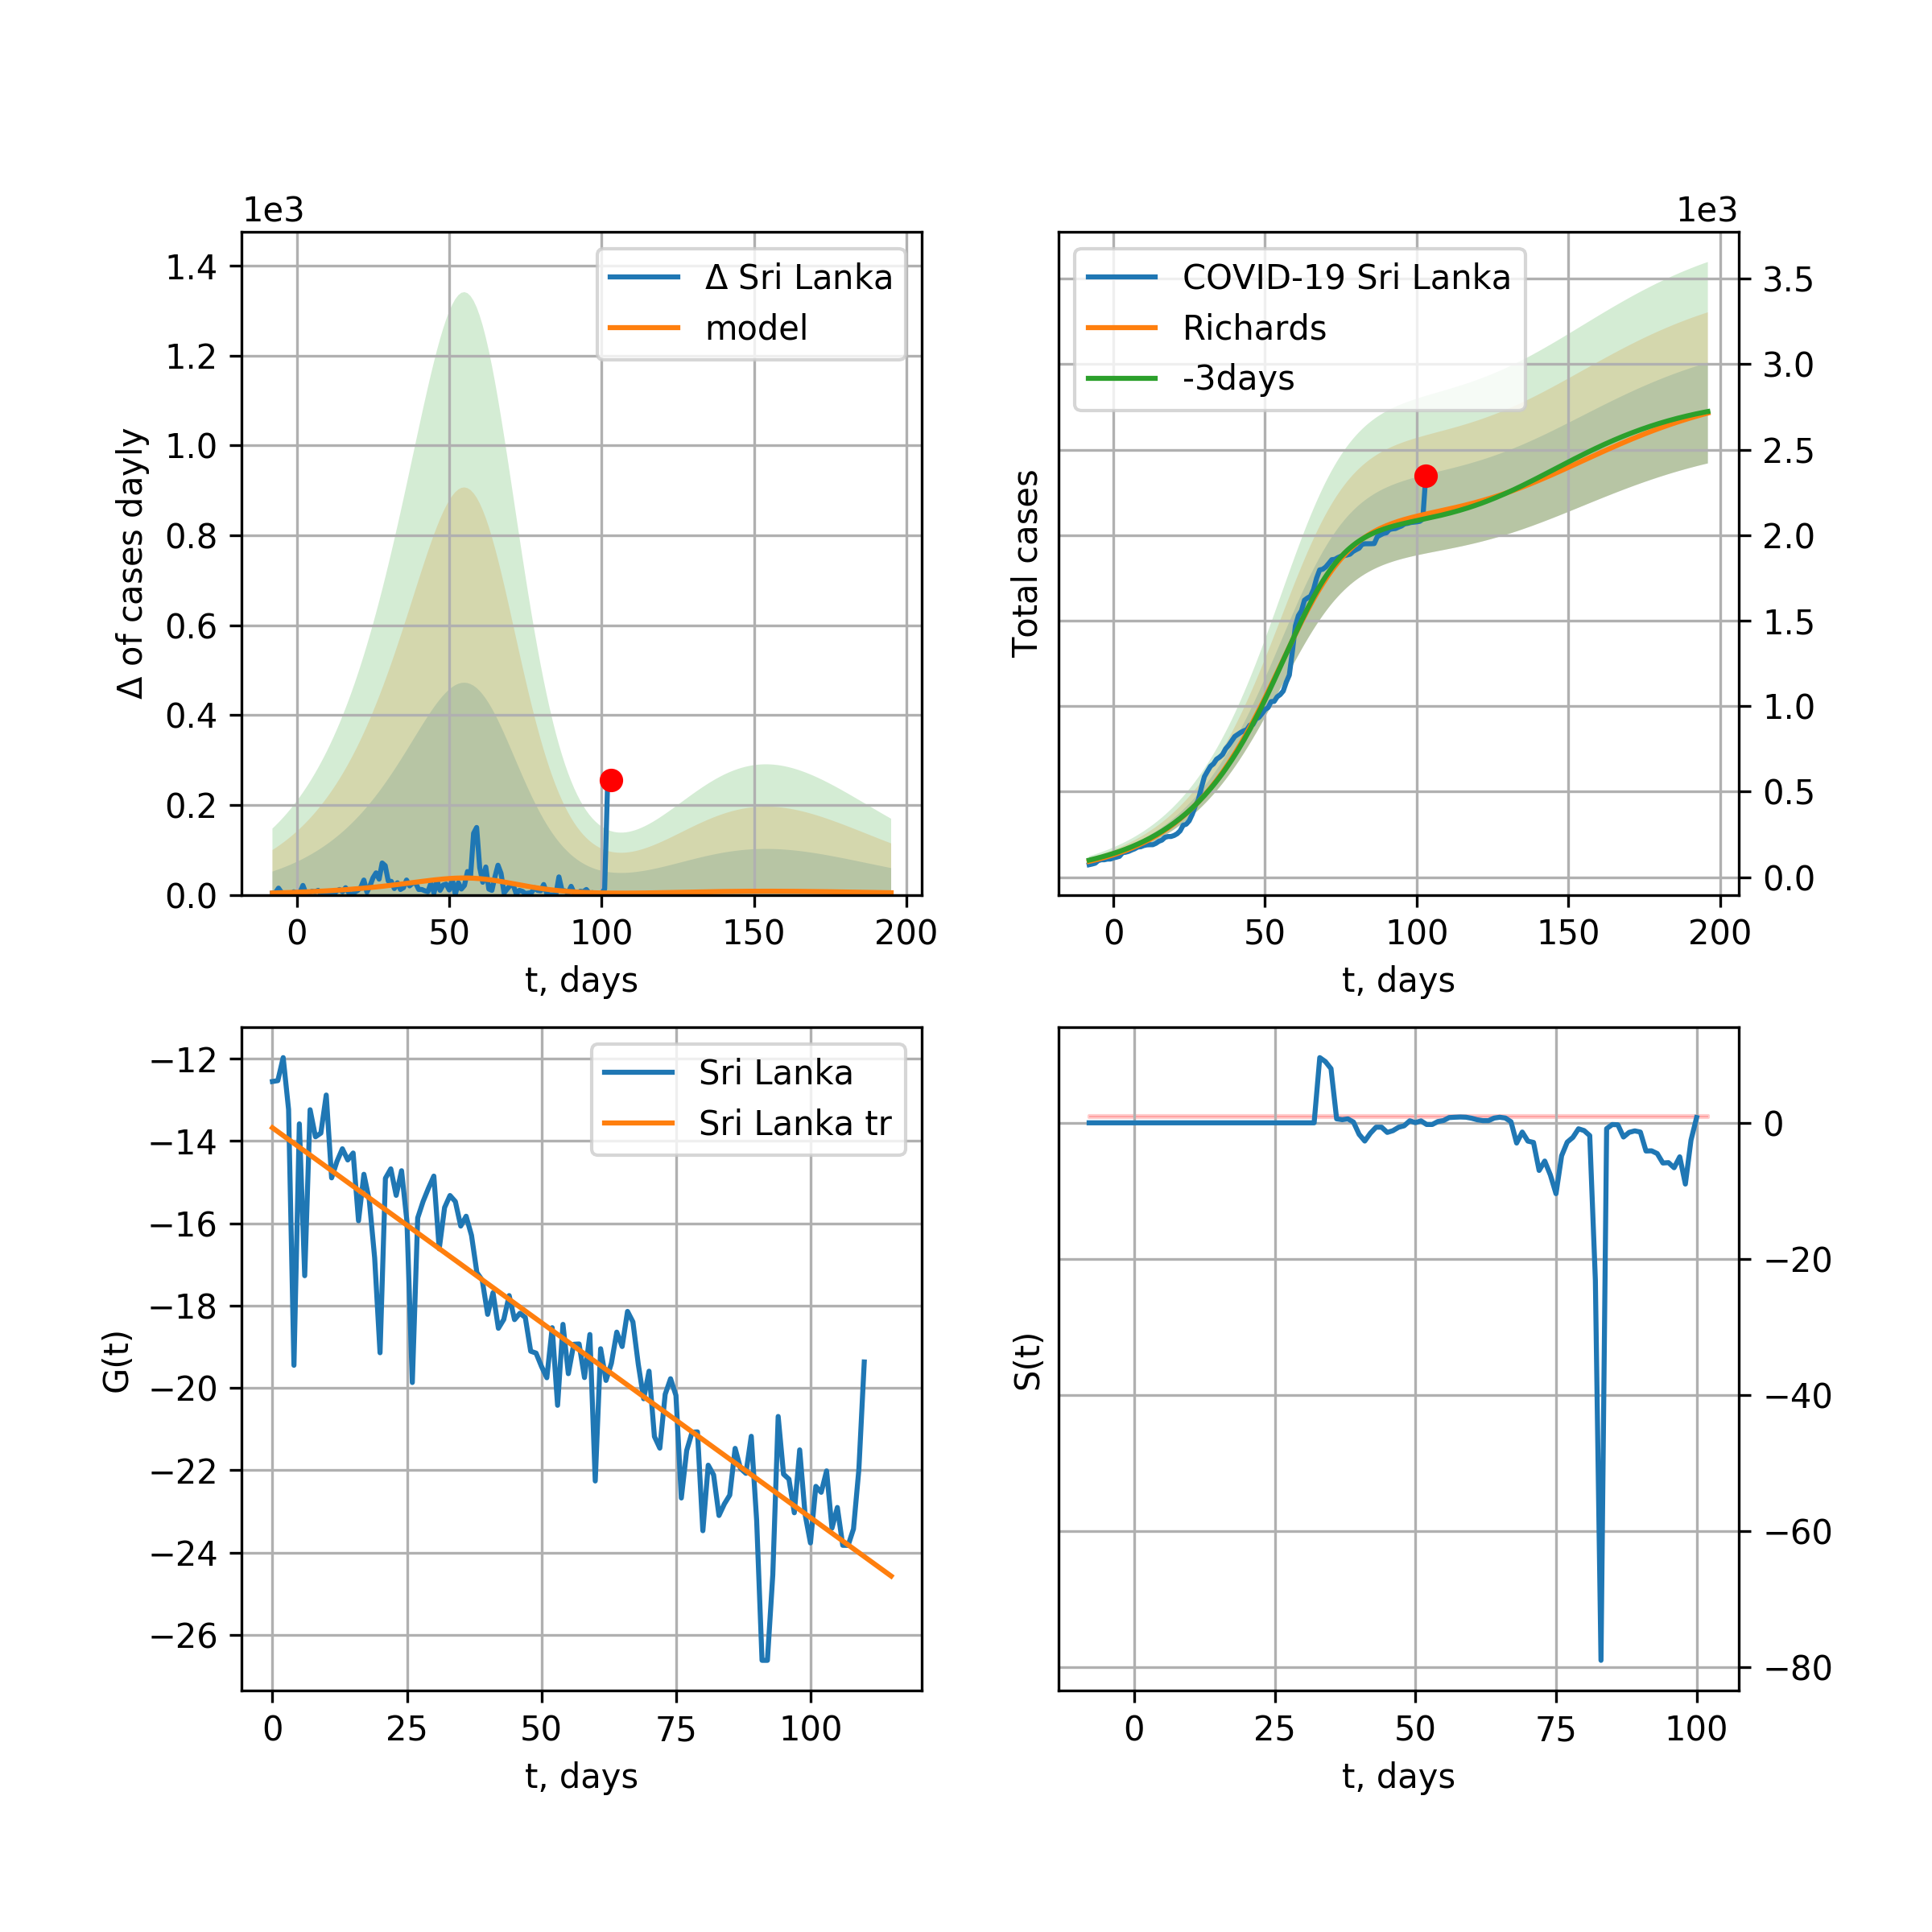 1e3
1.4
1.2
1.0
0.8
0.6
0.4
0.2
0.0
Δ of cases dayly
0 50 100 150 200
t, days
Δ Sri Lanka
model
1e3
COVID-19 Sri Lanka
Richards
-3days
3.5
3.0
2.5
2.0
1.5
1.0
0.5
0.0
Total cases
0 50 100 150 200
t, days
−12
−14
−16
−18
−20
−22
−24
−26
G(t)
Sri Lanka
Sri Lanka tr
0 25 50 75 100
t, days
S(t)
0
−20
−40
−60
−80
0 25 50 75 100
t, days